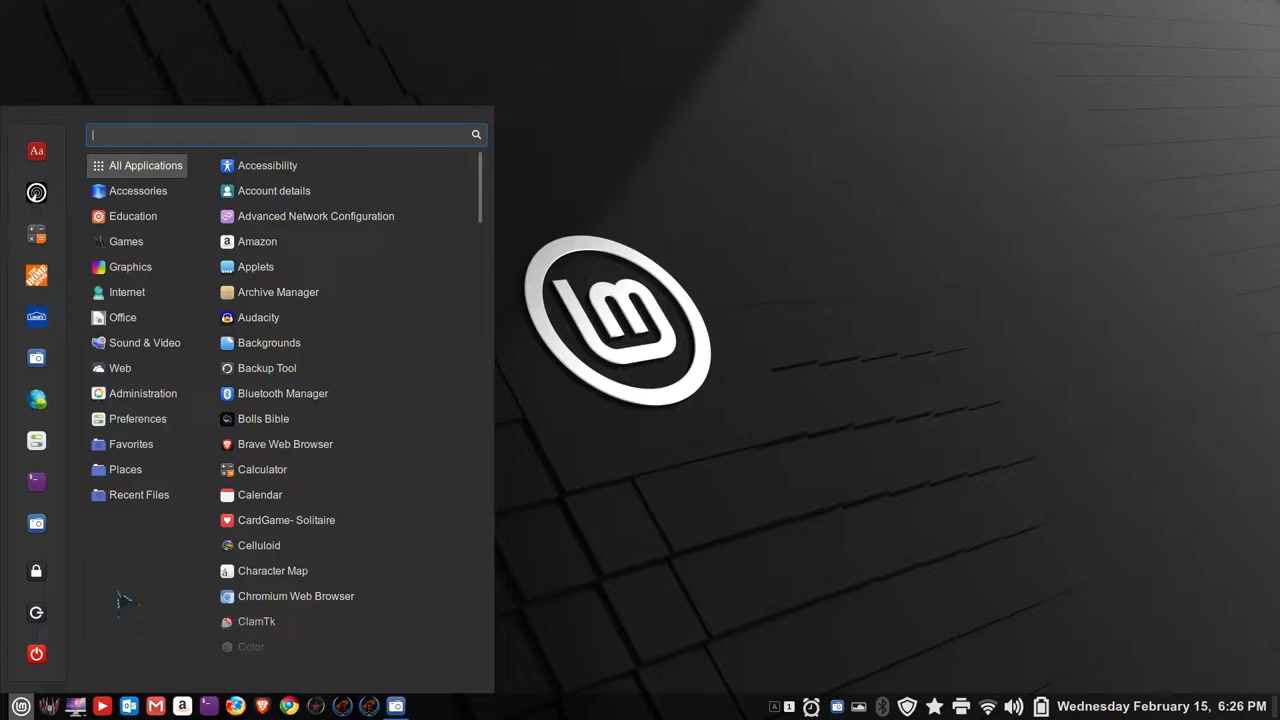 Aa
All Applications
Accessories
Education
Games
Graphics
Internet
Office
Sound & Video
Web
Administration
Preferences
Favorites
Places
Recent Files
Accessibility
Account details
Advanced Network Configuration
Amazon
Applets
Archive Manager
Audacity
Backgrounds
Backup Tool
Bluetooth Manager
Bolls Bible
Brave Web Browser
Calculator
Calendar
CardGame- Solitaire
Celluloid
Character Map
Chromium Web Browser
ClamTk
Color
lm
A 1 Wednesday February 15, 6:26 PM